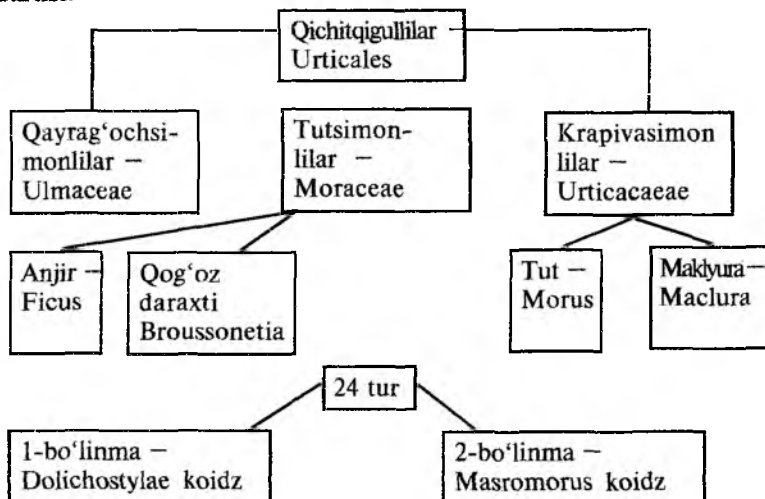 Qichitqigullilar
Urticales
Qayrag‘ochsi-
monlilar –
Ulmaceae
Tutsimon-
lilar –
Moraceae
Krapivasimon
lilar –
Urticacaeae
Anjir –
Ficus
Qog‘oz
daraxti
Broussonetia
Tut –
Morus
Maklyura–
Maclura
24 tur
1-bo‘linma –
Dolichostylae koidz
2-bo‘linma –
Masromorus koidz